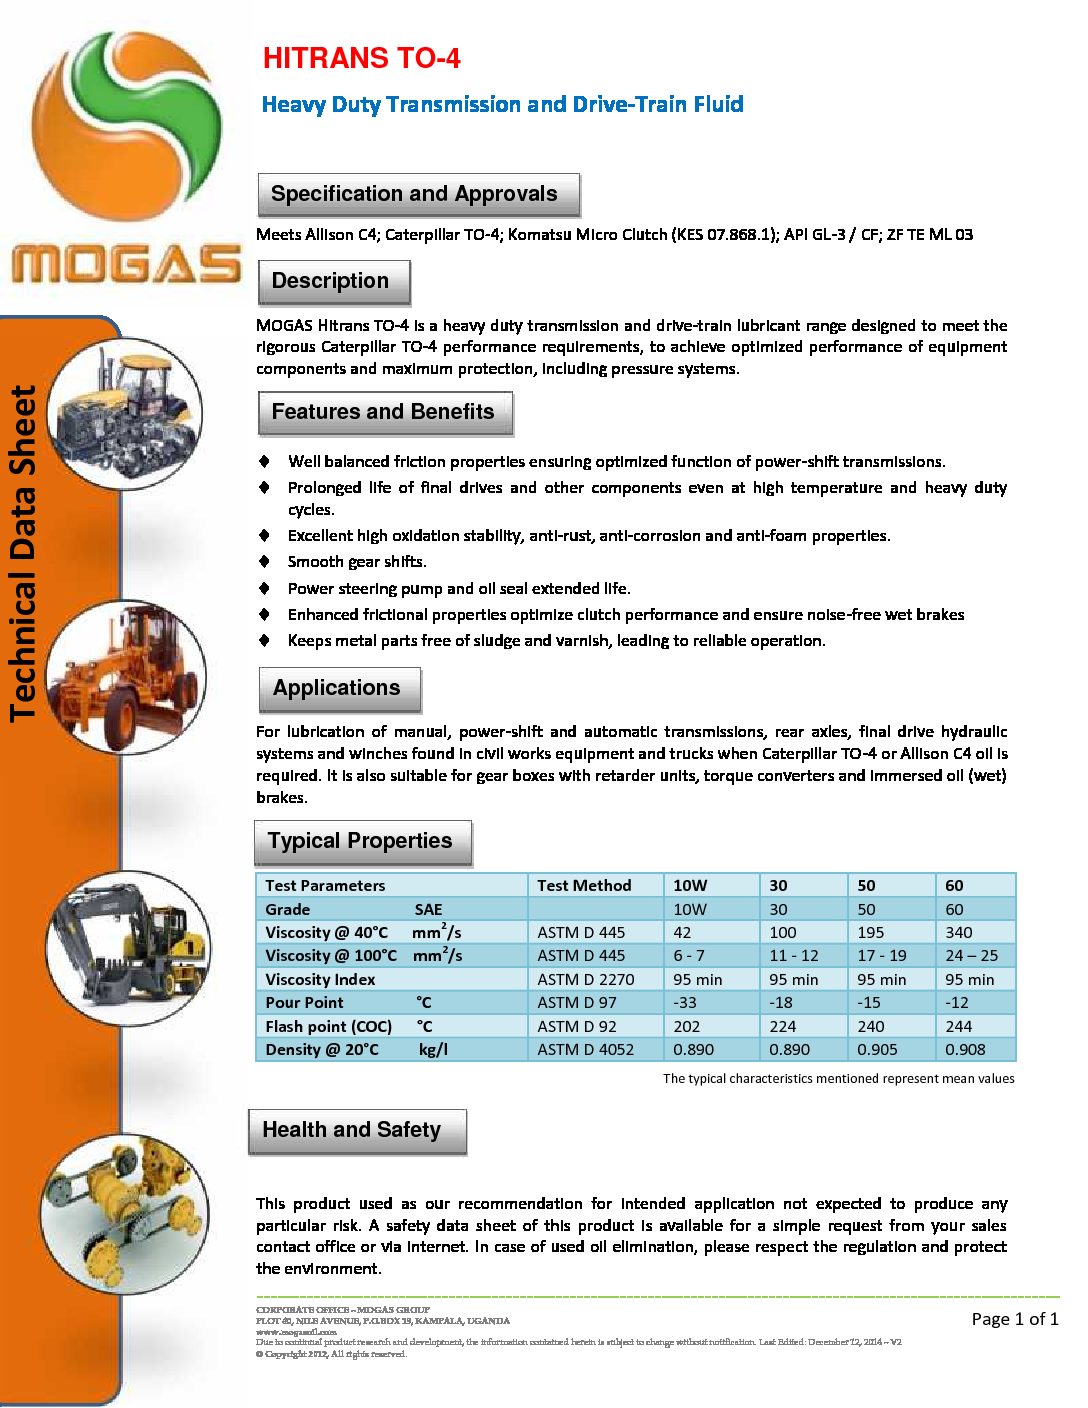 HITRANS TO-4
Heavy Duty Transmission and Drive-Train Fluid
MOGAS
Technical Data Sheet
Specification and Approvals
Meets Allison C4; Caterpillar TO-4; Komatsu Micro Clutch (KES 07.868.1); API GL-3 / CF; ZF TE ML 03
Description
MOGAS Hitrans TO-4 is a heavy duty transmission and drive-train lubricant range designed to meet the
rigorous Caterpillar TO-4 performance requirements, to achieve optimized performance of equipment
components and maximum protection, including pressure systems.
Features and Benefits
♦ Well balanced friction properties ensuring optimized function of power-shift transmissions.
♦ Prolonged life of final drives and other components even at high temperature and heavy duty
cycles.
♦ Excellent high oxidation stability, anti-rust, anti-corrosion and anti-foam properties.
♦ Smooth gear shifts.
♦ Power steering pump and oil seal extended life.
♦ Enhanced frictional properties optimize clutch performance and ensure noise-free wet brakes
♦ Keeps metal parts free of sludge and varnish, leading to reliable operation.
Applications
For lubrication of manual, power-shift and automatic transmissions, rear axles, final drive hydraulic
systems and winches found in civil works equipment and trucks when Caterpillar TO-4 or Allison C4 oil is
required. It is also suitable for gear boxes with retarder units, torque converters and immersed oil (wet)
brakes.
Typical Properties
Test Parameters Test Method 10W 30 50 60
Grade SAE 10W 30 50 60
Viscosity @ 40°C mm²/s ASTM D 445 42 100 195 340
Viscosity @ 100°C mm²/s ASTM D 445 6 - 7 11 - 12 17 - 19 24 – 25
Viscosity Index ASTM D 2270 95 min 95 min 95 min 95 min
Pour Point °C ASTM D 97 -33 -18 -15 -12
Flash point (COC) °C ASTM D 92 202 224 240 244
Density @ 20°C kg/l ASTM D 4052 0.890 0.890 0.905 0.908
The typical characteristics mentioned represent mean values
Health and Safety
This product used as our recommendation for intended application not expected to produce any
particular risk. A safety data sheet of this product is available for a simple request from your sales
contact office or via internet. In case of used oil elimination, please respect the regulation and protect
the environment.
CORPORATE OFFICE – MOGAS GROUP
PLOT 40, NILE AVENUE, P.O.BOX 19, KAMPALA, UGANDA
www.mogasoil.com
Due to continual product research and development, the information contained herein is subject to change without notification. Last Edited: December 12, 2014 – V2
© Copyright 2012, All rights reserved.
Page 1 of 1